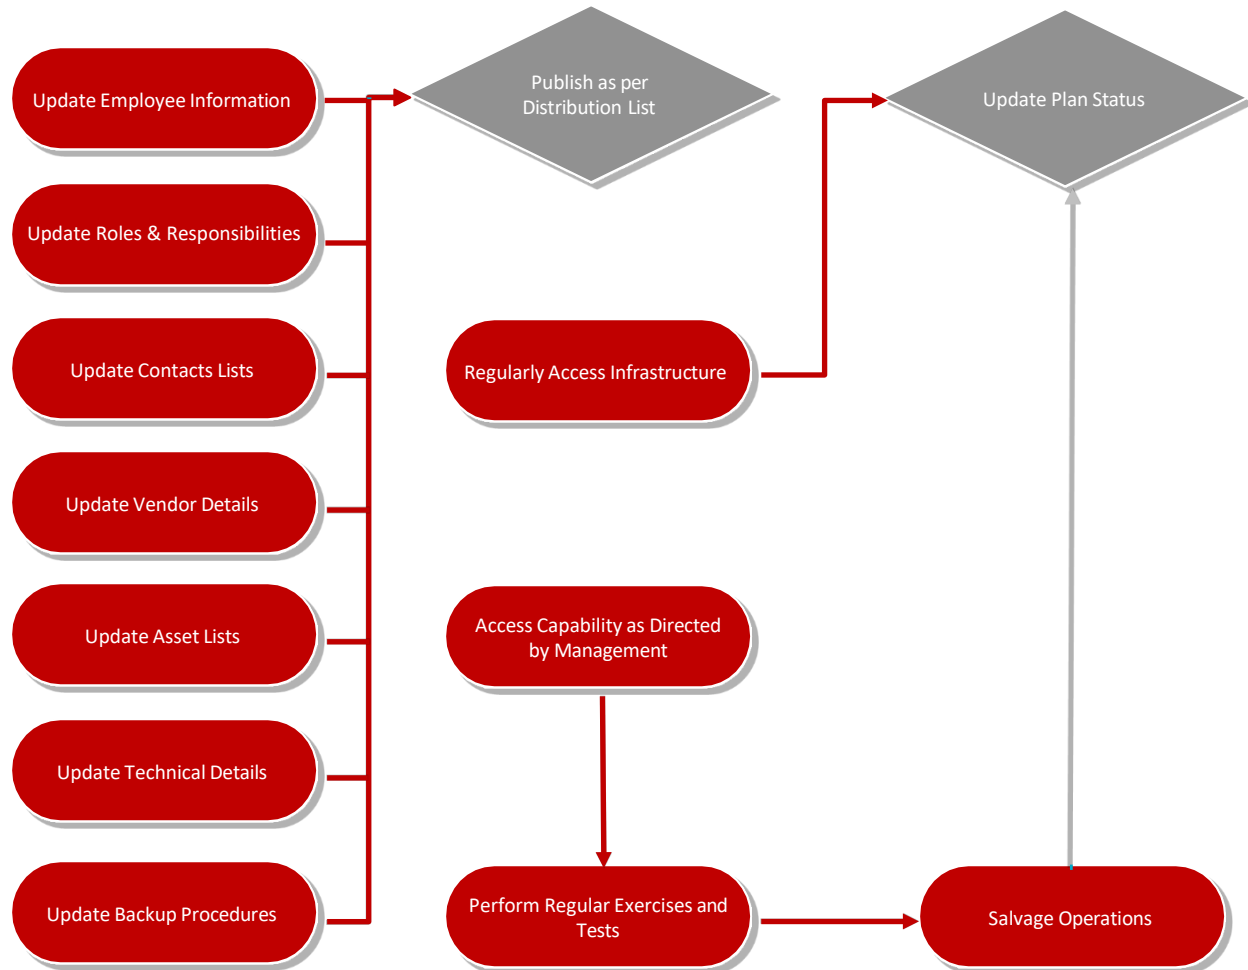 Update Employee Information
Publish as per
Distribution List
Update Plan Status
Update Roles & Responsibilities
Update Contacts Lists
Regularly Access Infrastructure
Update Vendor Details
Update Asset Lists
Access Capability as Directed
by Management
Update Technical Details
Update Backup Procedures
Perform Regular Exercises and
Tests
Salvage Operations